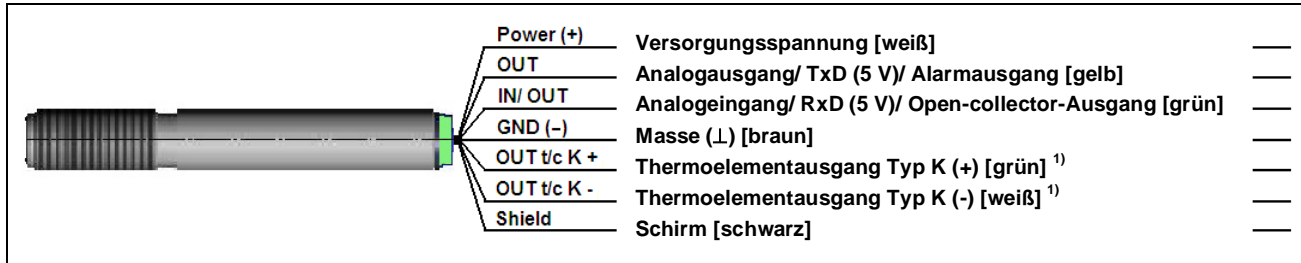 Power (+) Versorgungsspannung [weiß]
OUT Analogausgang/ TxD (5 V)/ Alarmausgang [gelb]
IN/ OUT Analogeingang/ RxD (5 V)/ Open-collector-Ausgang [grün]
GND (–) Masse (⊥) [braun]
OUT t/c K + Thermoelementausgang Typ K (+) [grün] 1)
OUT t/c K - Thermoelementausgang Typ K (-) [weiß] 1)
Shield Schirm [schwarz]